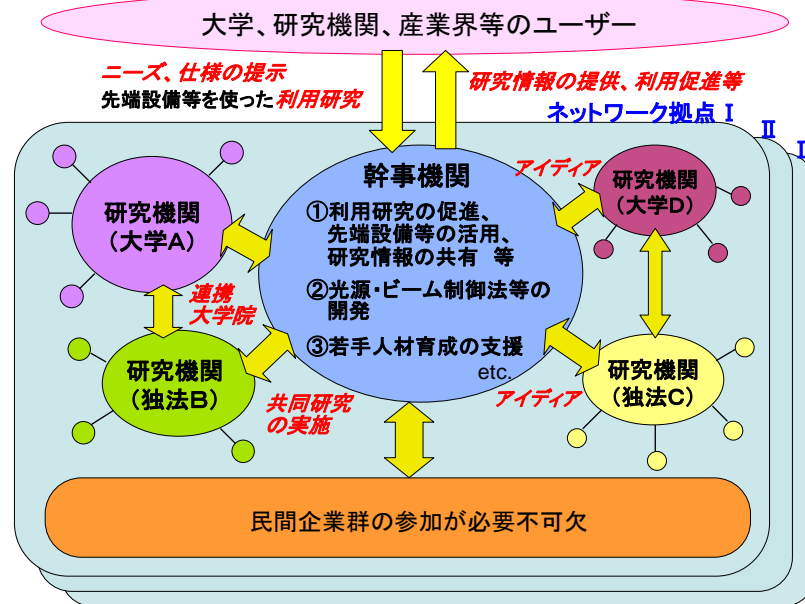 大学、研究機関、産業界等のユーザー
ニーズ、仕様の提示
先端設備等を使った利用研究
研究情報の提供、利用促進等
ネットワーク拠点 Ⅰ
Ⅱ
幹事機関
①利用研究の促進、
先端設備等の活用、
研究情報の共有 等
②光源・ビーム制御法等の
開発
③若手人材育成の支援
etc.
研究機関
（大学A）
アイディア
研究機関
（大学D）
連携
大学院
研究機関
（独法B）
共同研究
の実施
アイディア
研究機関
（独法C）
民間企業群の参加が必要不可欠